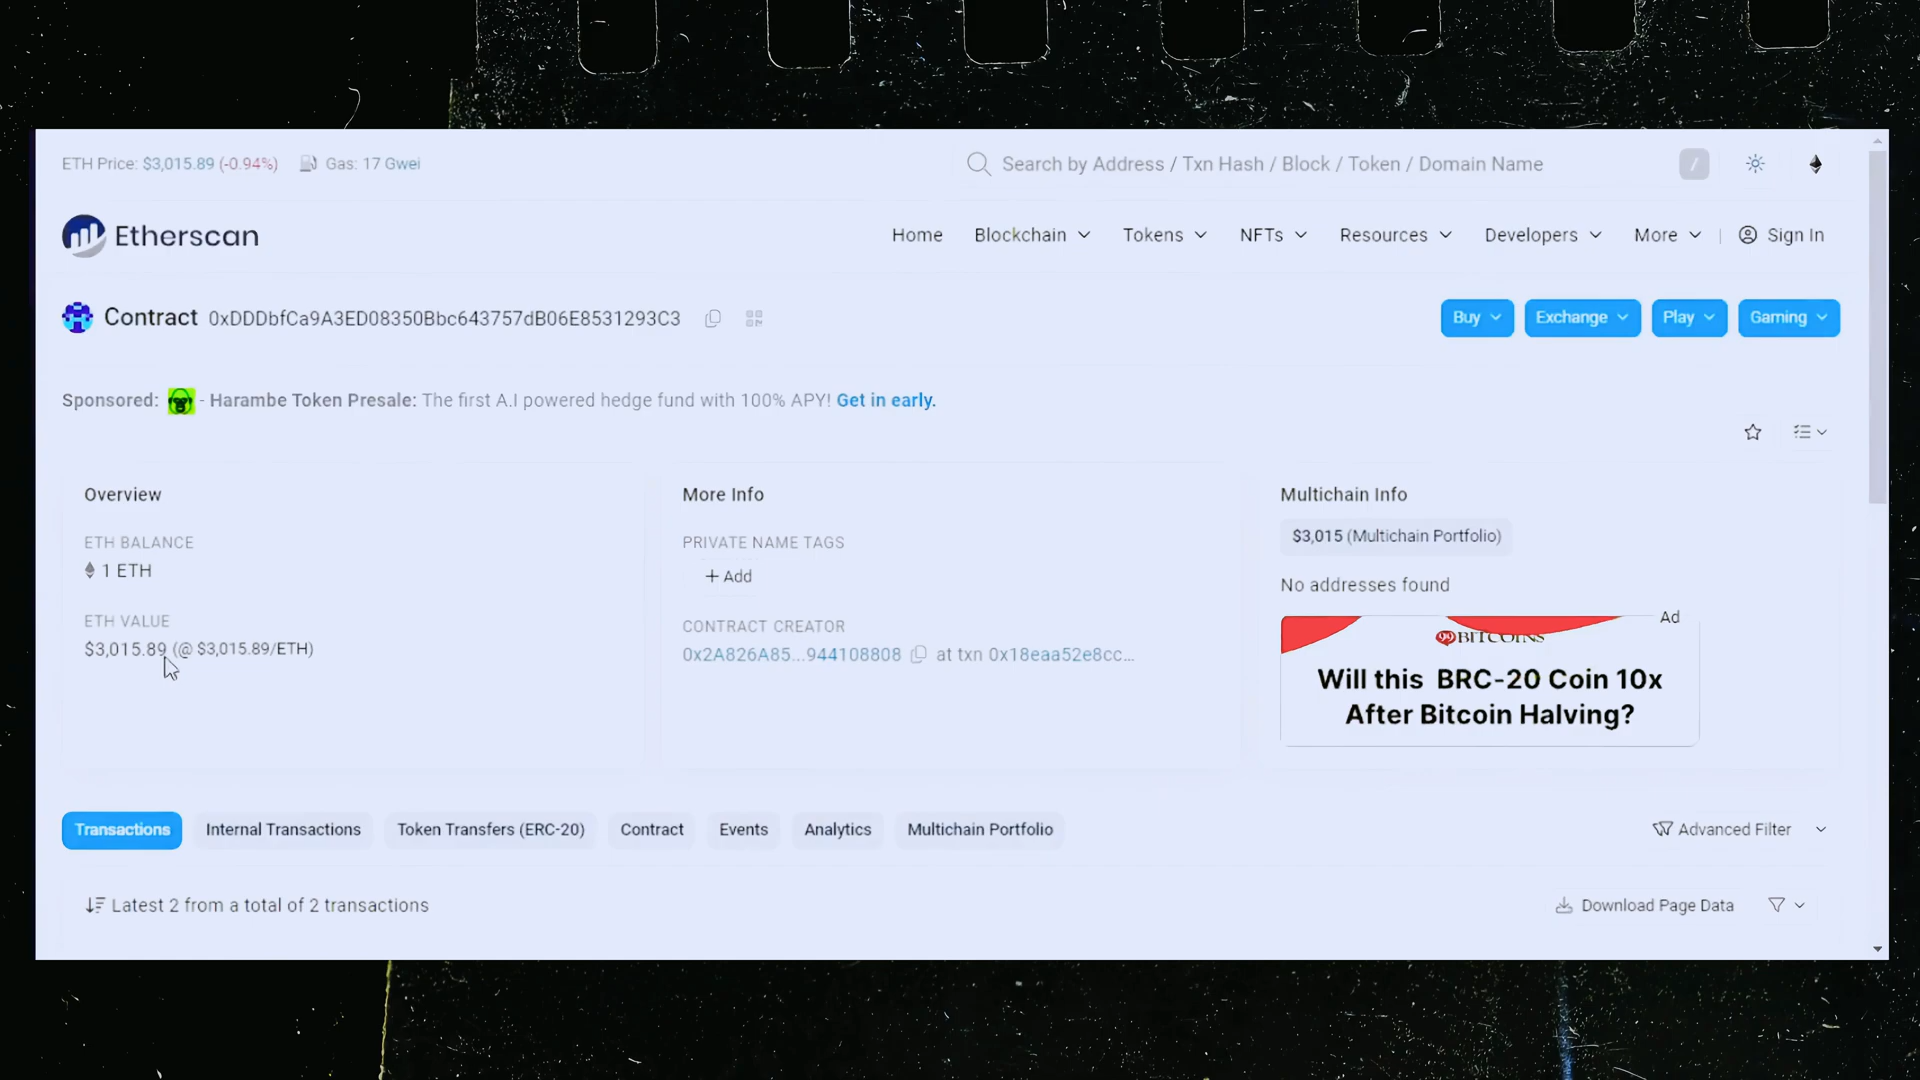 ETH Price: $3,015.89 (-0.94%) Gas: 17 Gwei
Search by Address / Txn Hash / Block / Token / Domain Name
/
Etherscan
Home Blockchain Tokens NFTs Resources Developers More | Sign In
Contract 0xDDDbfCa9A3ED08350Bbc643757dB06E8531293C3
Buy Exchange Play Gaming
Sponsored: - Harambe Token Presale: The first A.I powered hedge fund with 100% APY! Get in early.
Overview
ETH BALANCE
1 ETH
ETH VALUE
$3,015.89 (@ $3,015.89/ETH)
More Info
PRIVATE NAME TAGS
+ Add
CONTRACT CREATOR
0x2A826A85...944108808 at txn 0x18eaa52e8cc...
Multichain Info
$3,015 (Multichain Portfolio)
No addresses found
Ad
99BITCOINS
Will this BRC-20 Coin 10x
After Bitcoin Halving?
Transactions Internal Transactions Token Transfers (ERC-20) Contract Events Analytics Multichain Portfolio
Advanced Filter
Latest 2 from a total of 2 transactions
Download Page Data